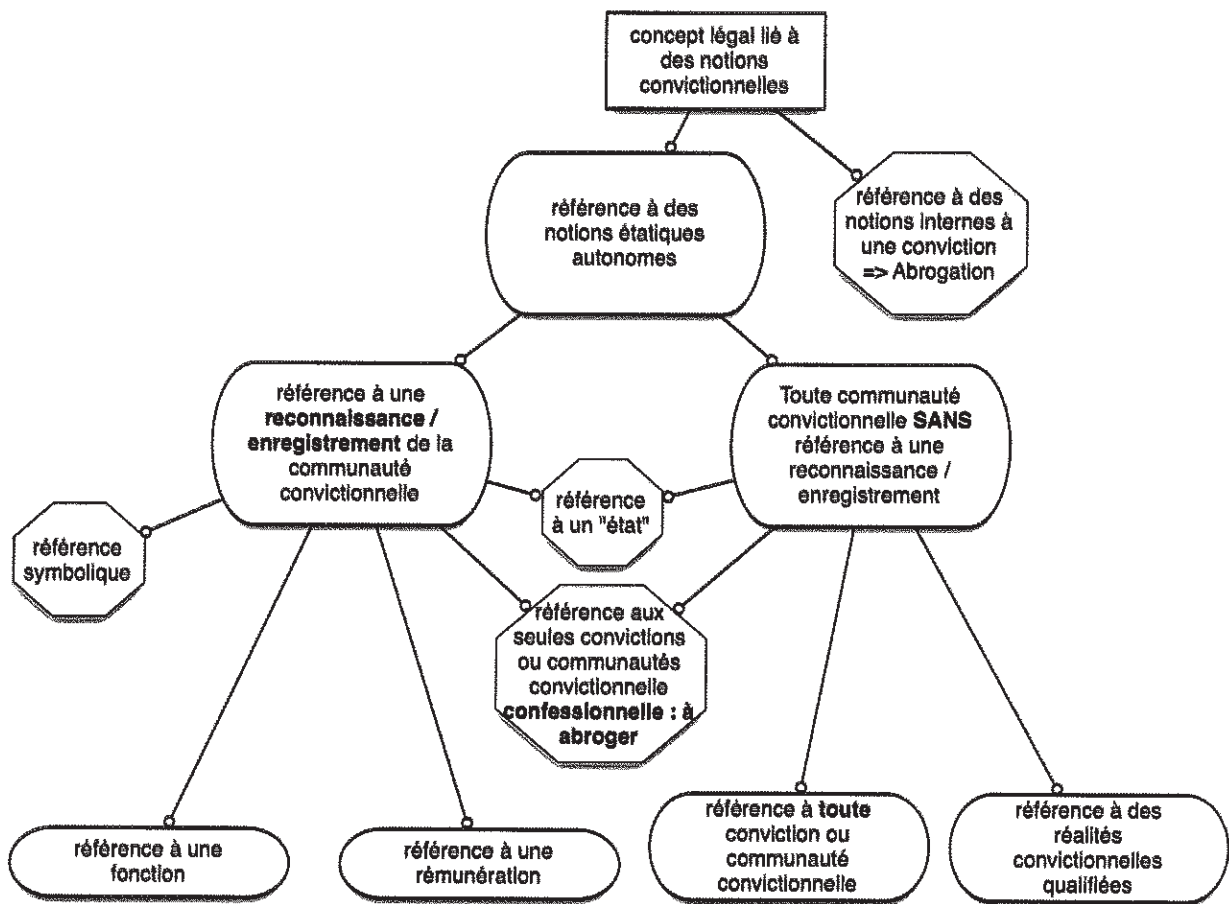 concept légal lié à
des notions
convictionnelles
référence à des
notions étatiques
autonomes
référence à des
notions internes à
une conviction
=> Abrogation
référence à une
reconnaissance /
enregistrement de la
communauté
convictionnelle
Toute communauté
convictionnelle SANS
référence à une
reconnaissance /
enregistrement
référence
à un "état"
référence
symbolique
référence aux
seules convictions
ou communautés
convictionnelle
confessionnelle : à
abroger
référence à une
fonction
référence à une
rémunération
référence à toute
conviction ou
communauté
convictionnelle
référence à des
réalités
convictionnelles
qualifiées